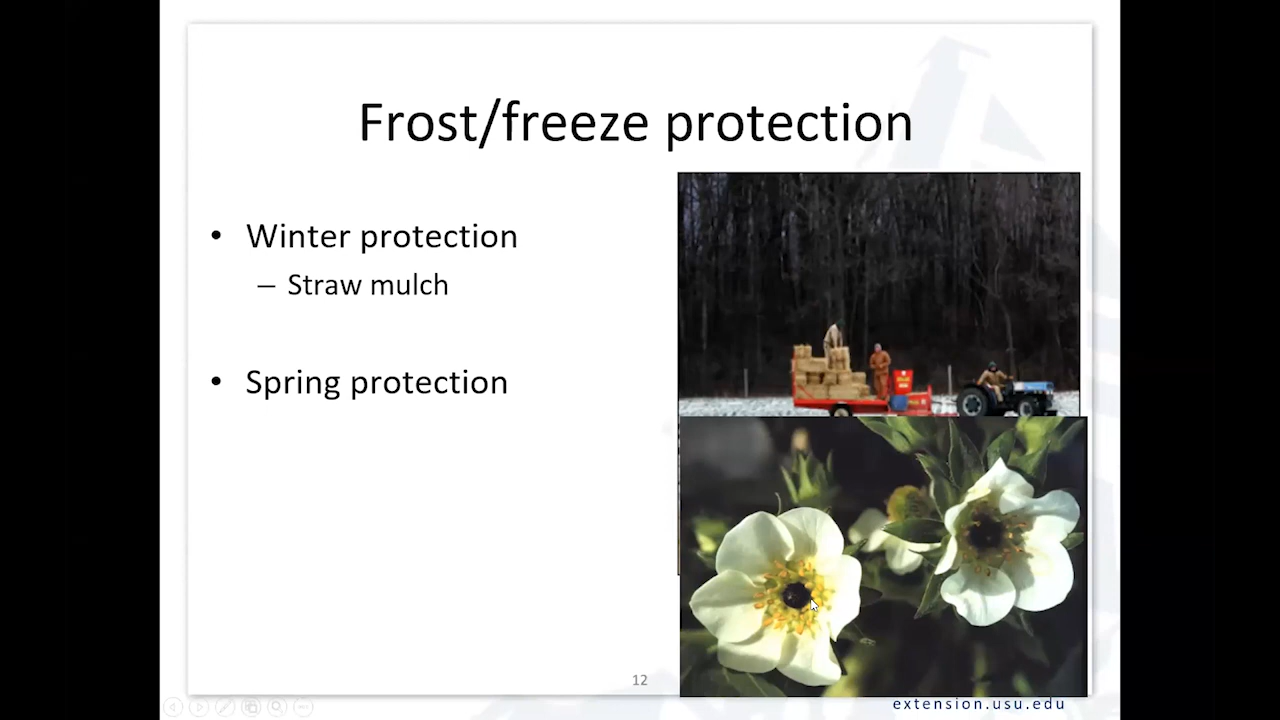 Frost/freeze protection
• Winter protection
– Straw mulch
• Spring protection
12
extension.usu.edu